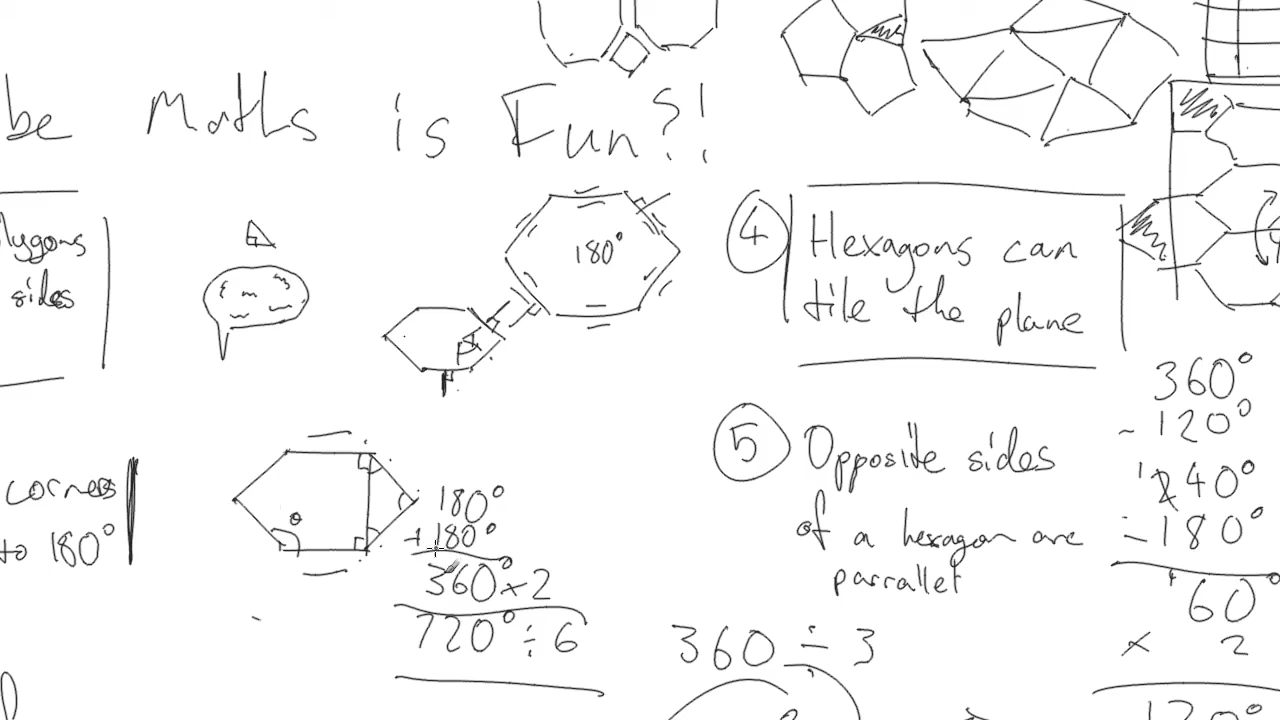 be Maths is Fun?!
lygons
sides
180°
4
Hexagons can
tile the plane
5
Opposite sides
of a hexagon are
parrallel
corners
to 180°
θ
180°
+ 180°
360° × 2
720° ÷ 6
360 ÷ 3
360°
- 120°
240°
- 180°
60°
× 2
120°